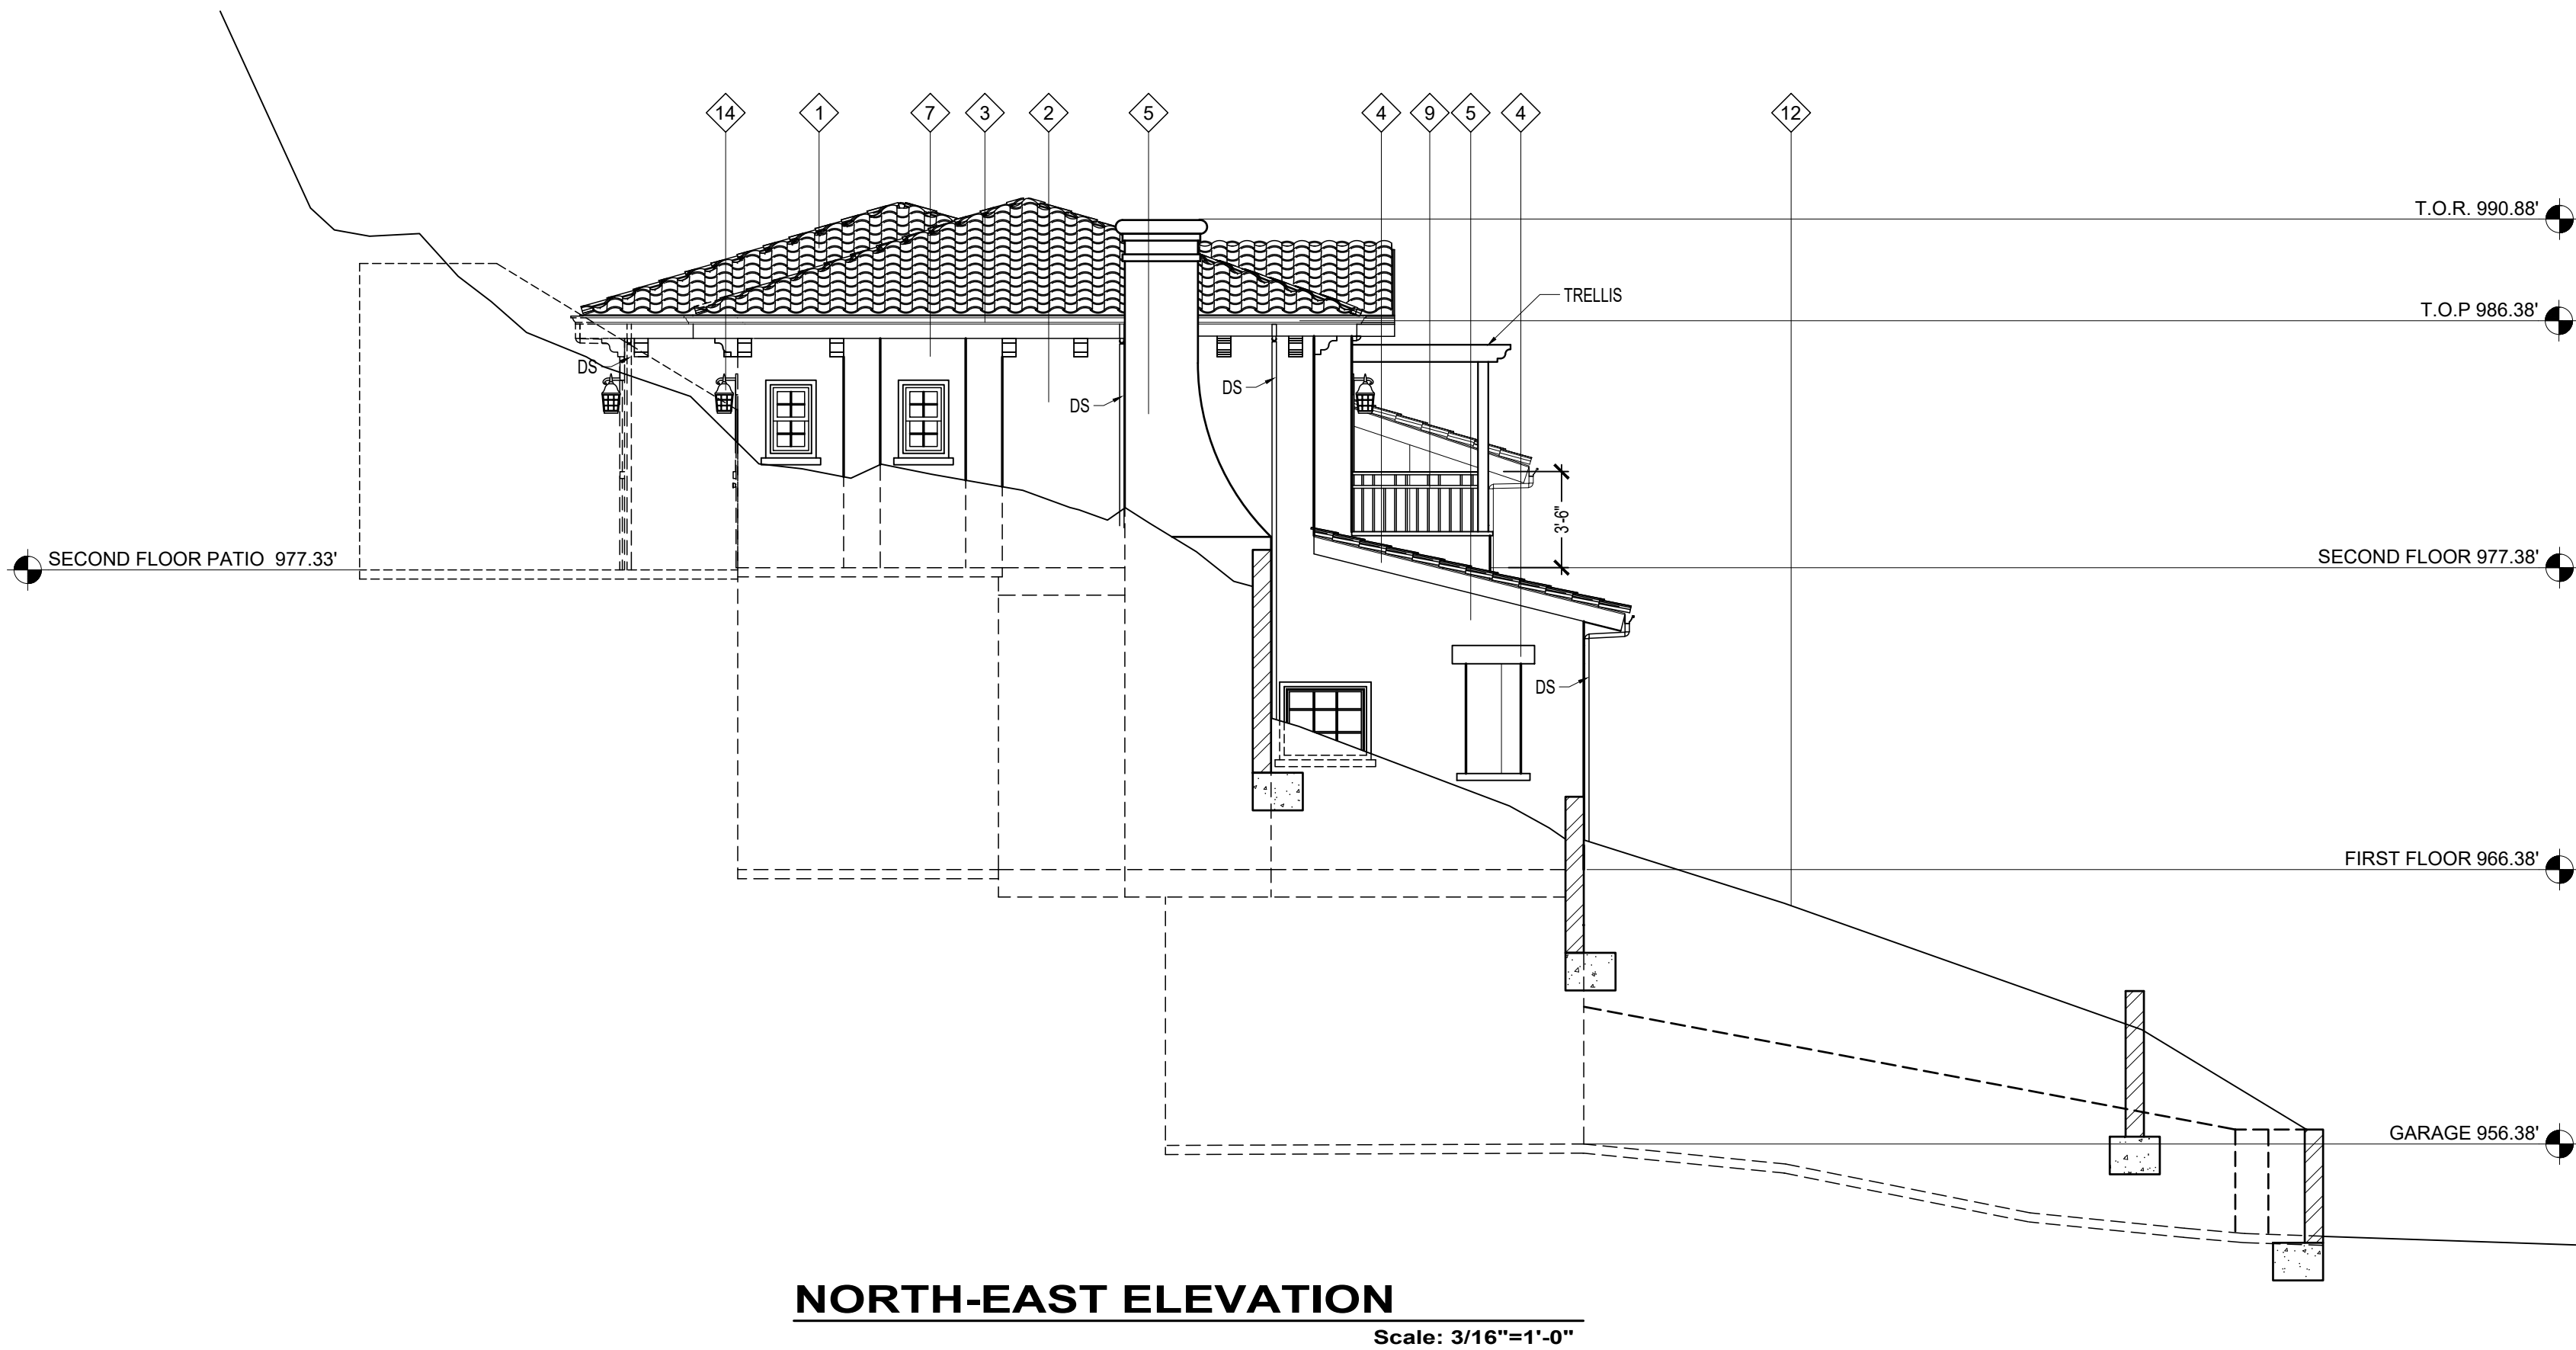 14 1 7 3 2 5 4 9 5 4 12
T.O.R. 990.88'
TRELLIS
T.O.P 986.38'
DS
DS
DS
3'-6"
SECOND FLOOR PATIO 977.33'
SECOND FLOOR 977.38'
DS
FIRST FLOOR 966.38'
GARAGE 956.38'
NORTH-EAST ELEVATION
Scale: 3/16"=1'-0"